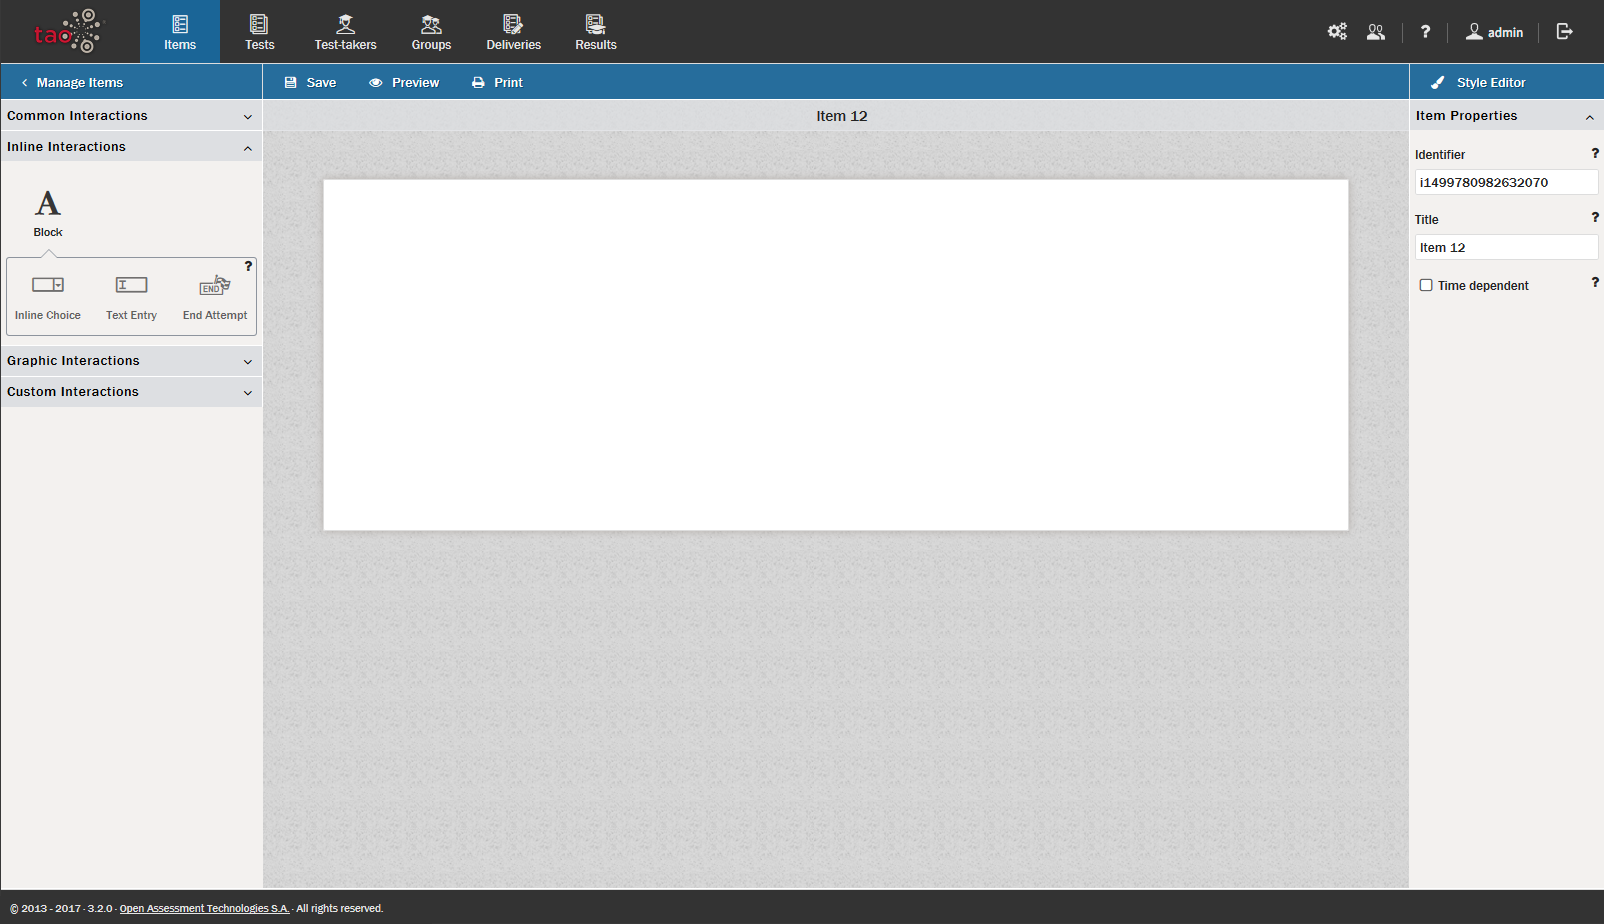 tao
Items
Tests
Test-takers
Groups
Deliveries
Results
?
admin
Manage Items
Save
Preview
Print
Style Editor
Common Interactions
Item 12
Item Properties
Inline Interactions
Identifier ?
i1499780982632070
A
Block
Title ?
Item 12
?
END
Inline Choice
Text Entry
End Attempt
Time dependent ?
Graphic Interactions
Custom Interactions
© 2013 - 2017 · 3.2.0 · Open Assessment Technologies S.A. · All rights reserved.